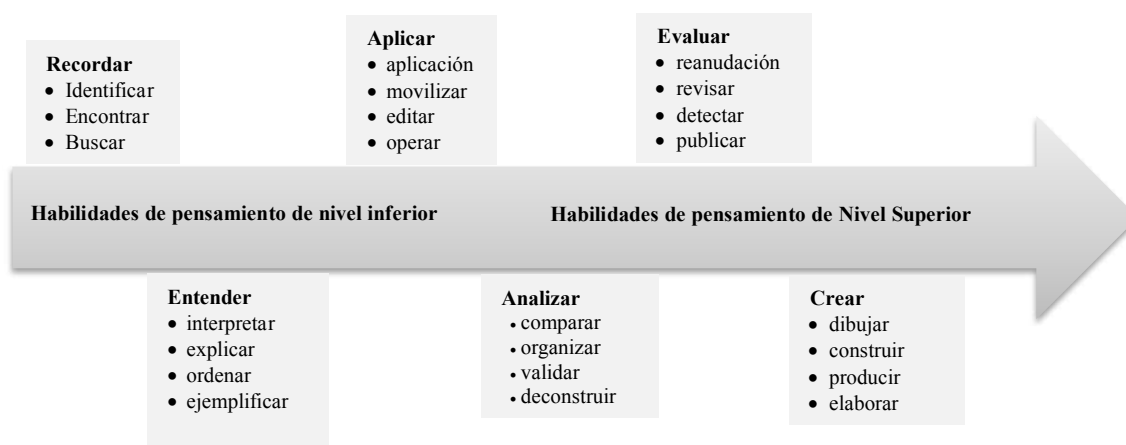 Recordar
• Identificar
• Encontrar
• Buscar
Aplicar
• aplicación
• movilizar
• editar
• operar
Evaluar
• reanudación
• revisar
• detectar
• publicar
Habilidades de pensamiento de nivel inferior
Habilidades de pensamiento de Nivel Superior
Entender
• interpretar
• explicar
• ordenar
• ejemplificar
Analizar
• comparar
• organizar
• validar
• deconstruir
Crear
• dibujar
• construir
• producir
• elaborar